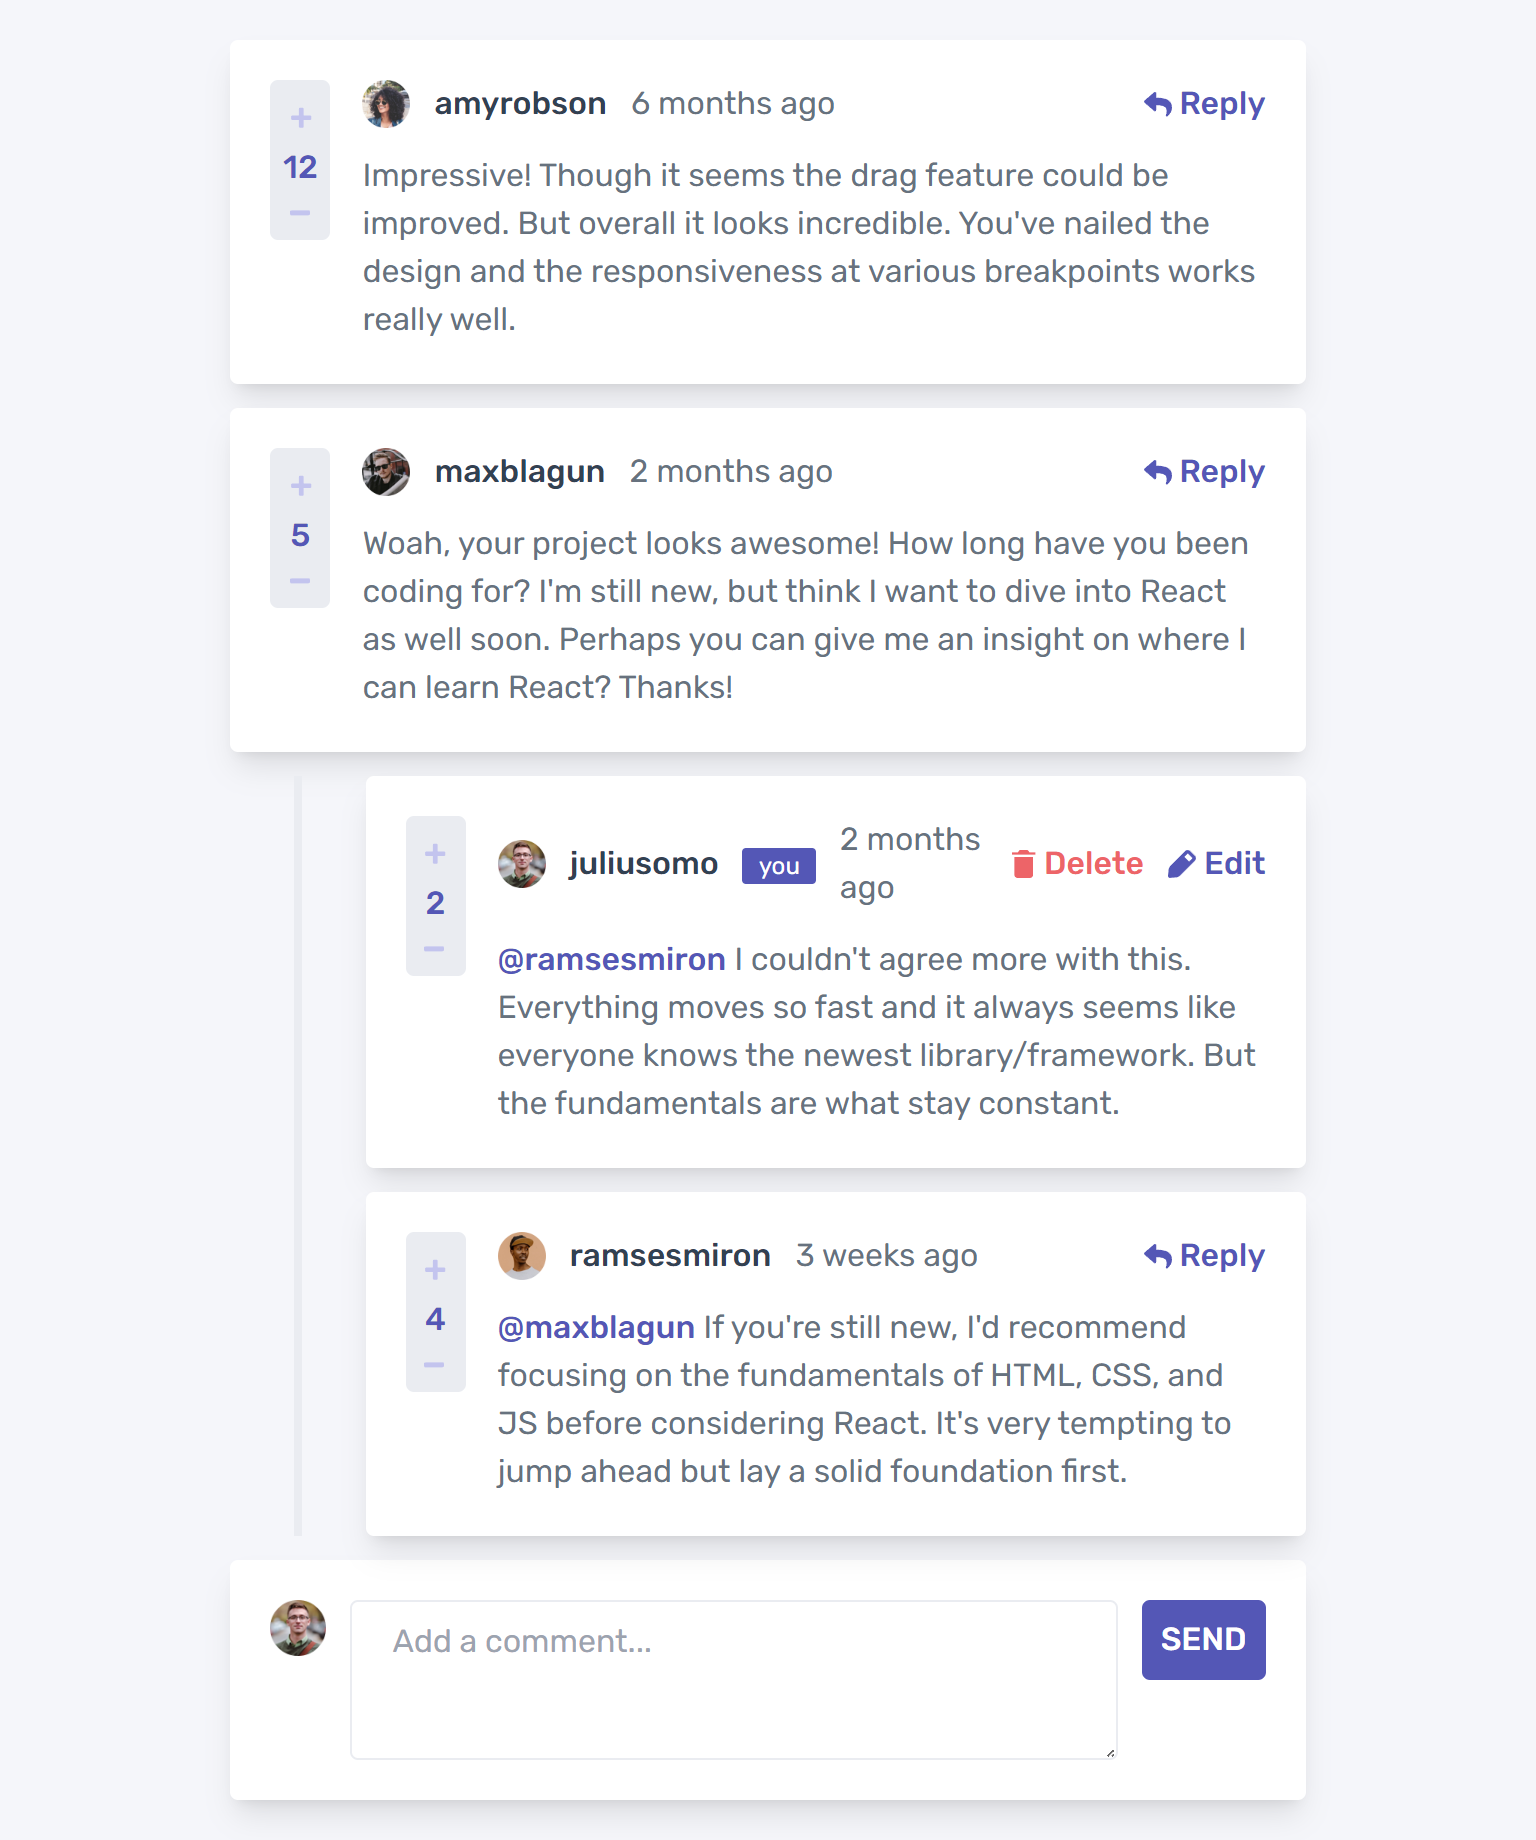 amyrobson 6 months ago Reply
+
12
−
Impressive! Though it seems the drag feature could be
improved. But overall it looks incredible. You've nailed the
design and the responsiveness at various breakpoints works
really well.
maxblagun 2 months ago Reply
+
5
−
Woah, your project looks awesome! How long have you been
coding for? I'm still new, but think I want to dive into React
as well soon. Perhaps you can give me an insight on where I
can learn React? Thanks!
juliusomo you 2 months ago Delete Edit
+
2
−
@ramsesmiron I couldn't agree more with this.
Everything moves so fast and it always seems like
everyone knows the newest library/framework. But
the fundamentals are what stay constant.
ramsesmiron 3 weeks ago Reply
+
4
−
@maxblagun If you're still new, I'd recommend
focusing on the fundamentals of HTML, CSS, and
JS before considering React. It's very tempting to
jump ahead but lay a solid foundation first.
Add a comment...
SEND